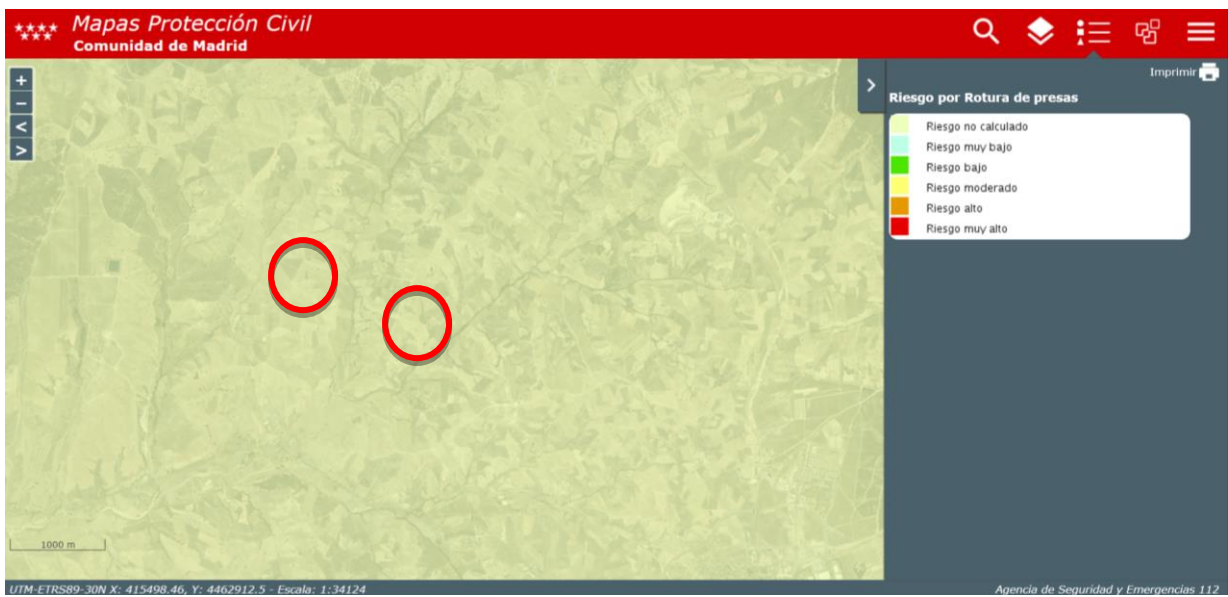 Mapas Protección Civil
Comunidad de Madrid
Imprimir
Riesgo por Rotura de presas
Riesgo no calculado
Riesgo muy bajo
Riesgo bajo
Riesgo moderado
Riesgo alto
Riesgo muy alto
1000 m
UTM-ETRS89-30N X: 415498.46, Y: 4462912.5 - Escala: 1:34124
Agencia de Seguridad y Emergencias 112